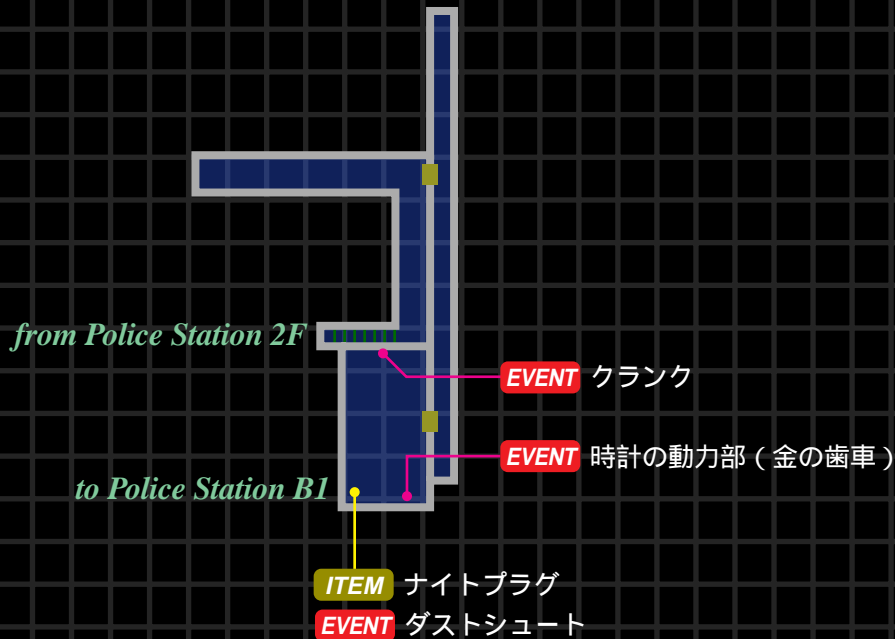 from Police Station 2F
EVENT クランク
EVENT 時計の動力部(金の歯車)
to Police Station B1
ITEM ナイトプラグ
EVENT ダストシュート